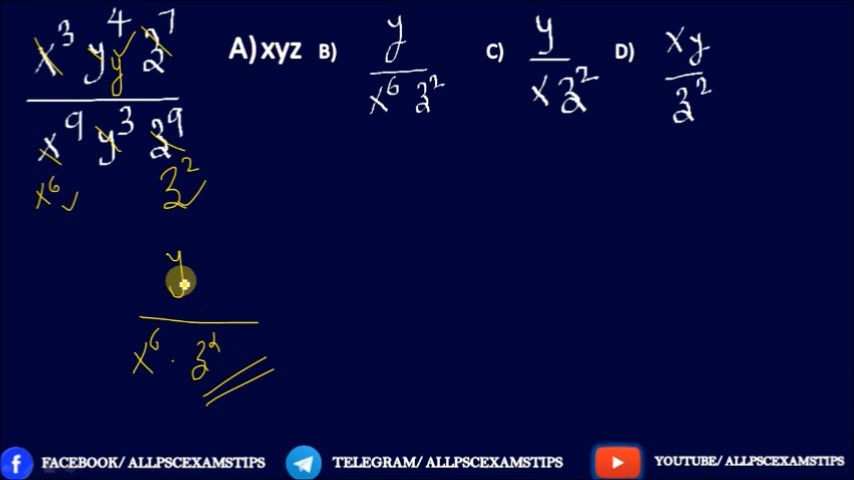 x³ y⁴ y z⁷
x⁹ y³ z⁹
x⁶ z²
A) xyz B) y / x⁶ z² C) y / x z² D) xy / z²
y
x⁶ · z²
FACEBOOK/ ALLPSCEXAMSTIPS TELEGRAM/ ALLPSCEXAMSTIPS YOUTUBE/ ALLPSCEXAMSTIPS